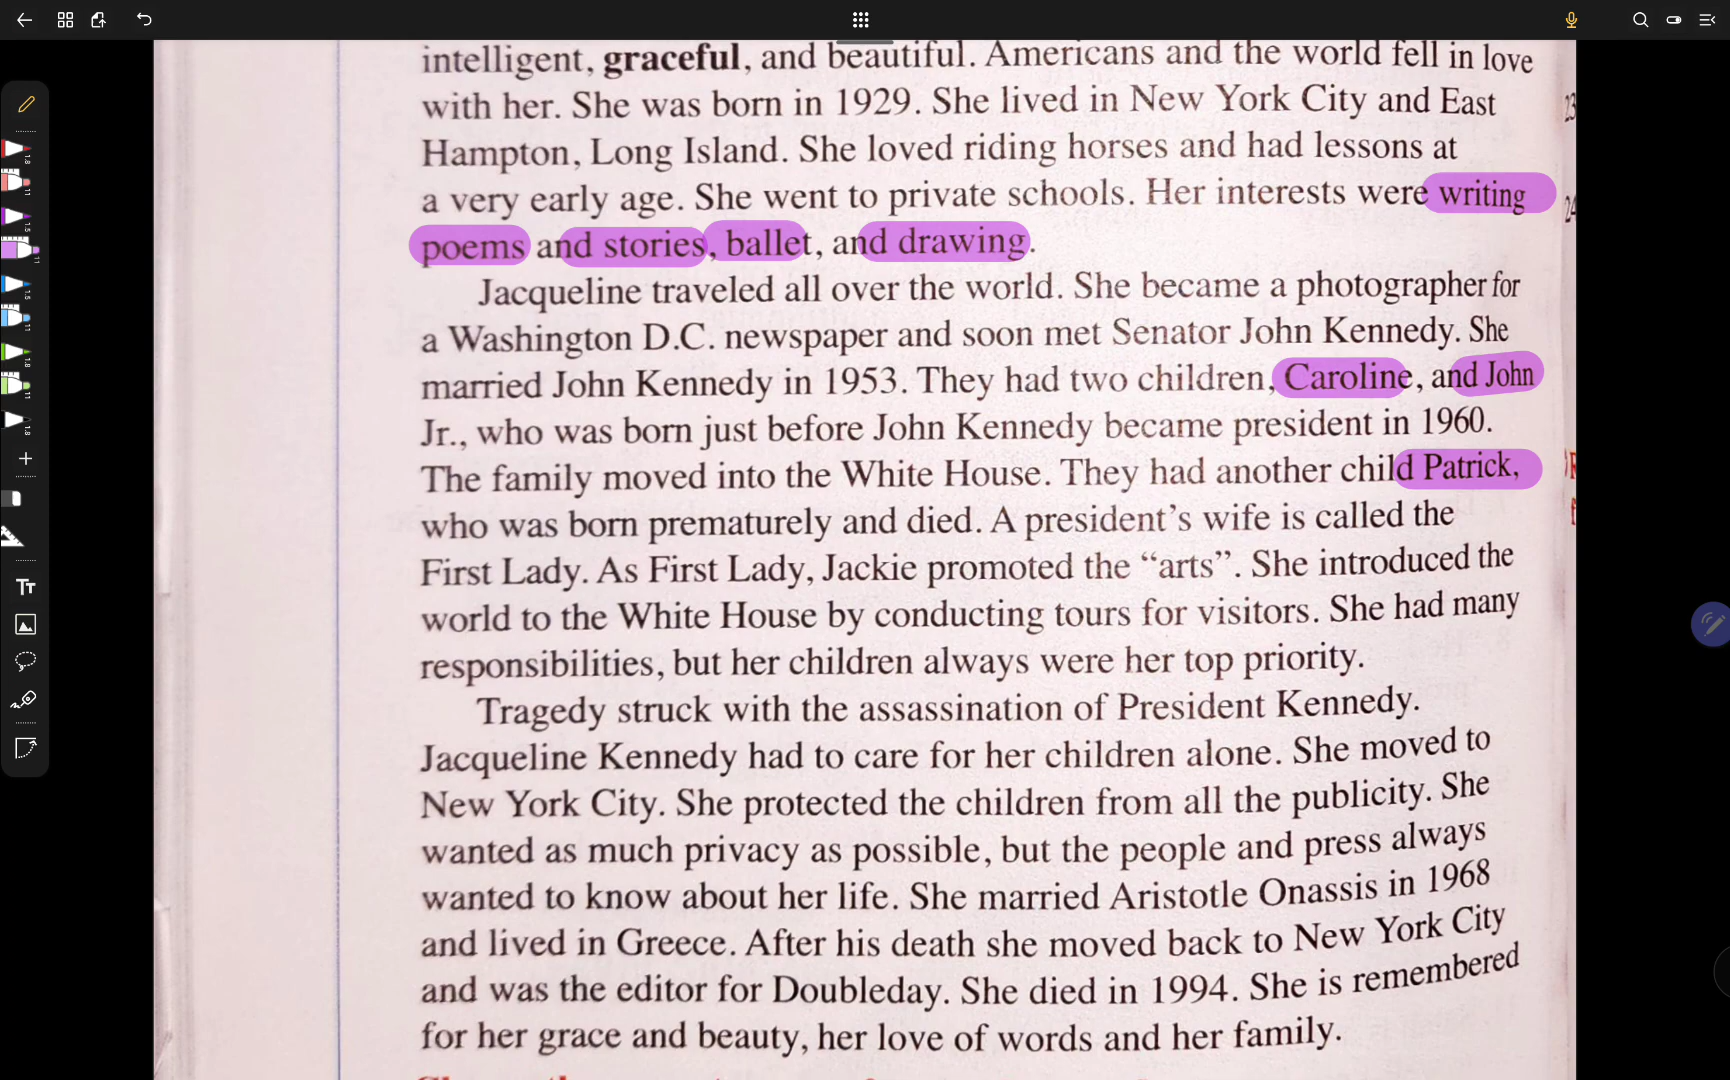 intelligent, graceful, and beautiful. Americans and the world fell in love
with her. She was born in 1929. She lived in New York City and East
Hampton, Long Island. She loved riding horses and had lessons at
a very early age. She went to private schools. Her interests were writing
poems and stories, ballet, and drawing.
Jacqueline traveled all over the world. She became a photographer for
a Washington D.C. newspaper and soon met Senator John Kennedy. She
married John Kennedy in 1953. They had two children, Caroline, and John
Jr., who was born just before John Kennedy became president in 1960.
The family moved into the White House. They had another child Patrick,
who was born prematurely and died. A president's wife is called the
First Lady. As First Lady, Jackie promoted the “arts”. She introduced the
world to the White House by conducting tours for visitors. She had many
responsibilities, but her children always were her top priority.
Tragedy struck with the assassination of President Kennedy.
Jacqueline Kennedy had to care for her children alone. She moved to
New York City. She protected the children from all the publicity. She
wanted as much privacy as possible, but the people and press always
wanted to know about her life. She married Aristotle Onassis in 1968
and lived in Greece. After his death she moved back to New York City
and was the editor for Doubleday. She died in 1994. She is remembered
for her grace and beauty, her love of words and her family.